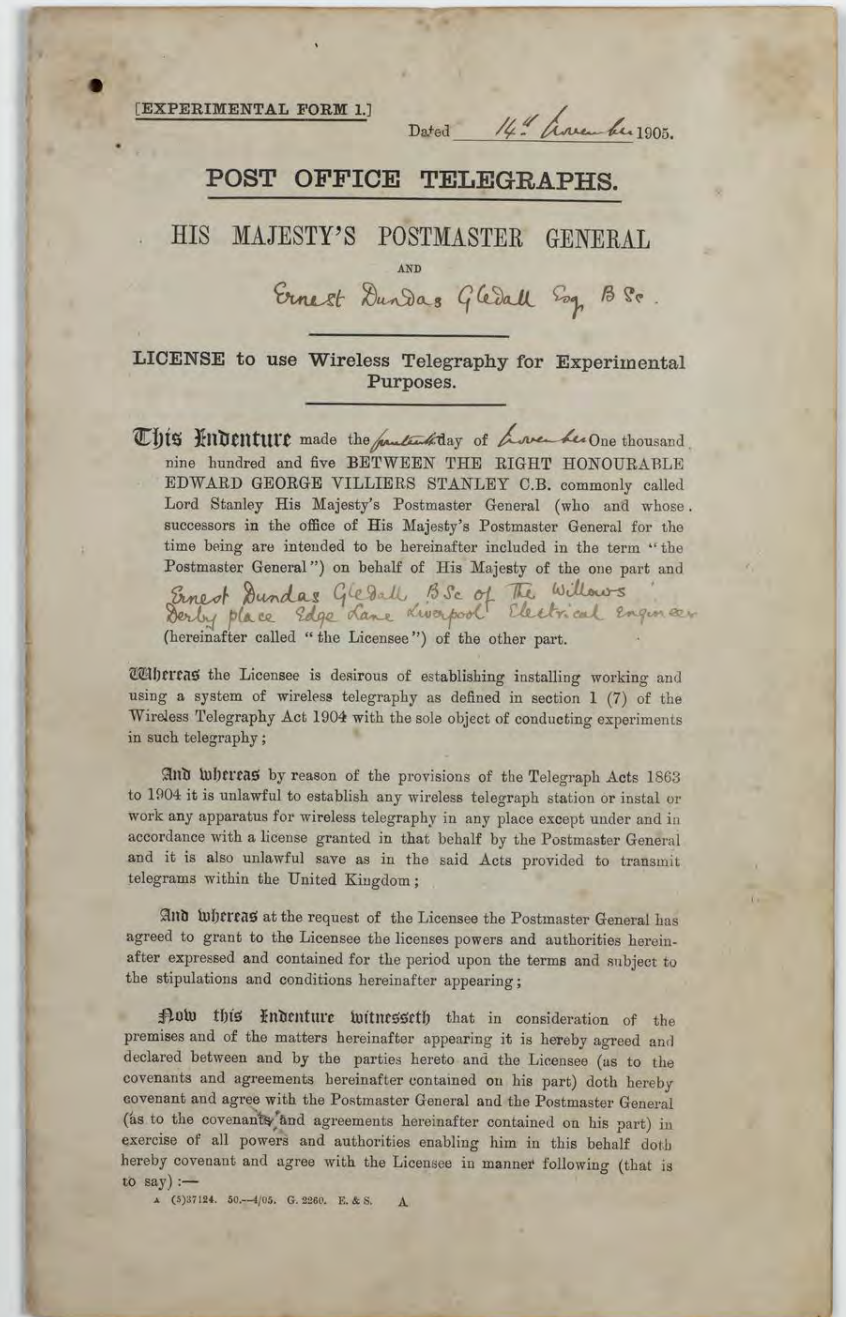 [EXPERIMENTAL FORM 1.]
Dated 14th November 1905.
POST OFFICE TELEGRAPHS.
HIS MAJESTY'S POSTMASTER GENERAL
AND
Ernest Dundas Gledall Esq B Sc.
LICENSE to use Wireless Telegraphy for Experimental
Purposes.
This Indenture made the fourteenth day of November One thousand
nine hundred and five BETWEEN THE RIGHT HONOURABLE
EDWARD GEORGE VILLIERS STANLEY C.B. commonly called
Lord Stanley His Majesty's Postmaster General (who and whose
successors in the office of His Majesty's Postmaster General for the
time being are intended to be hereinafter included in the term "the
Postmaster General") on behalf of His Majesty of the one part and
Ernest Dundas Gledall B Sc of The Willows
Derby place Edge Lane Liverpool Electrical Engineer
(hereinafter called "the Licensee") of the other part.
Whereas the Licensee is desirous of establishing installing working and
using a system of wireless telegraphy as defined in section 1 (7) of the
Wireless Telegraphy Act 1904 with the sole object of conducting experiments
in such telegraphy;
And whereas by reason of the provisions of the Telegraph Acts 1863
to 1904 it is unlawful to establish any wireless telegraph station or instal or
work any apparatus for wireless telegraphy in any place except under and in
accordance with a license granted in that behalf by the Postmaster General
and it is also unlawful save as in the said Acts provided to transmit
telegrams within the United Kingdom;
And whereas at the request of the Licensee the Postmaster General has
agreed to grant to the Licensee the licenses powers and authorities herein-
after expressed and contained for the period upon the terms and subject to
the stipulations and conditions hereinafter appearing;
Now this Indenture witnesseth that in consideration of the
premises and of the matters hereinafter appearing it is hereby agreed and
declared between and by the parties hereto and the Licensee (as to the
covenants and agreements hereinafter contained on his part) doth hereby
covenant and agree with the Postmaster General and the Postmaster General
(as to the covenants and agreements hereinafter contained on his part) in
exercise of all powers and authorities enabling him in this behalf doth
hereby covenant and agree with the Licensee in manner following (that is
to say):—
A (5)37124. 50.—4/05. G. 2260. E. & S. A